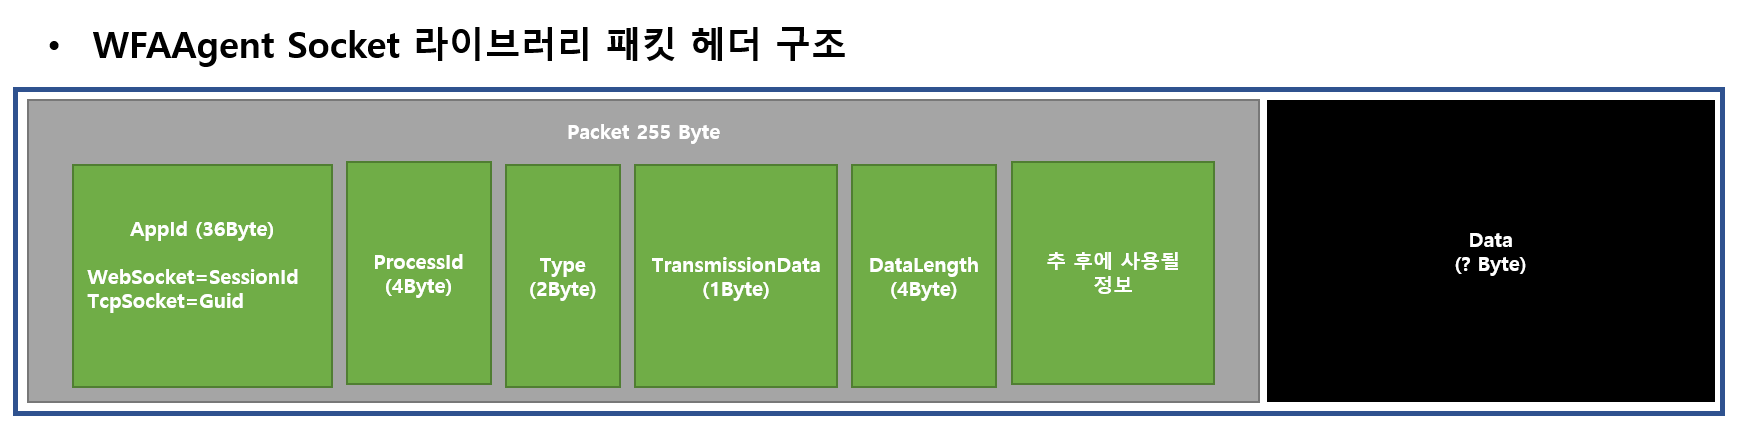 • WFAAgent Socket 라이브러리 패킷 헤더 구조
Packet 255 Byte
AppId (36Byte)
WebSocket=SessionId
TcpSocket=Guid
ProcessId
(4Byte)
Type
(2Byte)
TransmissionData
(1Byte)
DataLength
(4Byte)
추 후에 사용될
정보
Data
(? Byte)